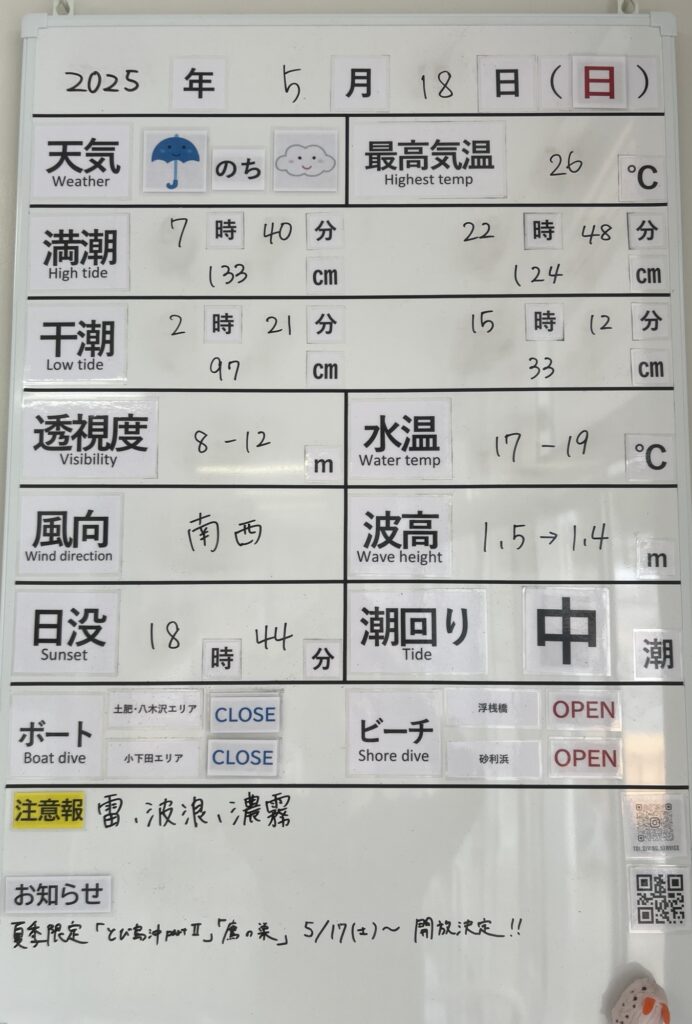 2025 年 5 月 18 日 (日)
天気 のち 最高気温 26 ℃
Weather Highest temp
満潮 7 時 40 分 22 時 48 分
High tide 133 cm 124 cm
干潮 2 時 21 分 15 時 12 分
Low tide 97 cm 33 cm
透視度 8-12 m 水温 17-19 ℃
Visibility Water temp
風向 南西 波高 1.5→1.4 m
Wind direction Wave height
日没 18 時 44 分 潮回り 中 潮
Sunset Tide
ボート 土肥・八木沢エリア CLOSE ビーチ 浮桟橋 OPEN
Boat dive 小下田エリア CLOSE Shore dive 砂利浜 OPEN
注意報 雷、波浪、濃霧
TOI_DIVING_SERVICE
お知らせ
夏季限定「とび島沖partⅡ」「鷹の巣」5/17(土)〜 開放決定!!